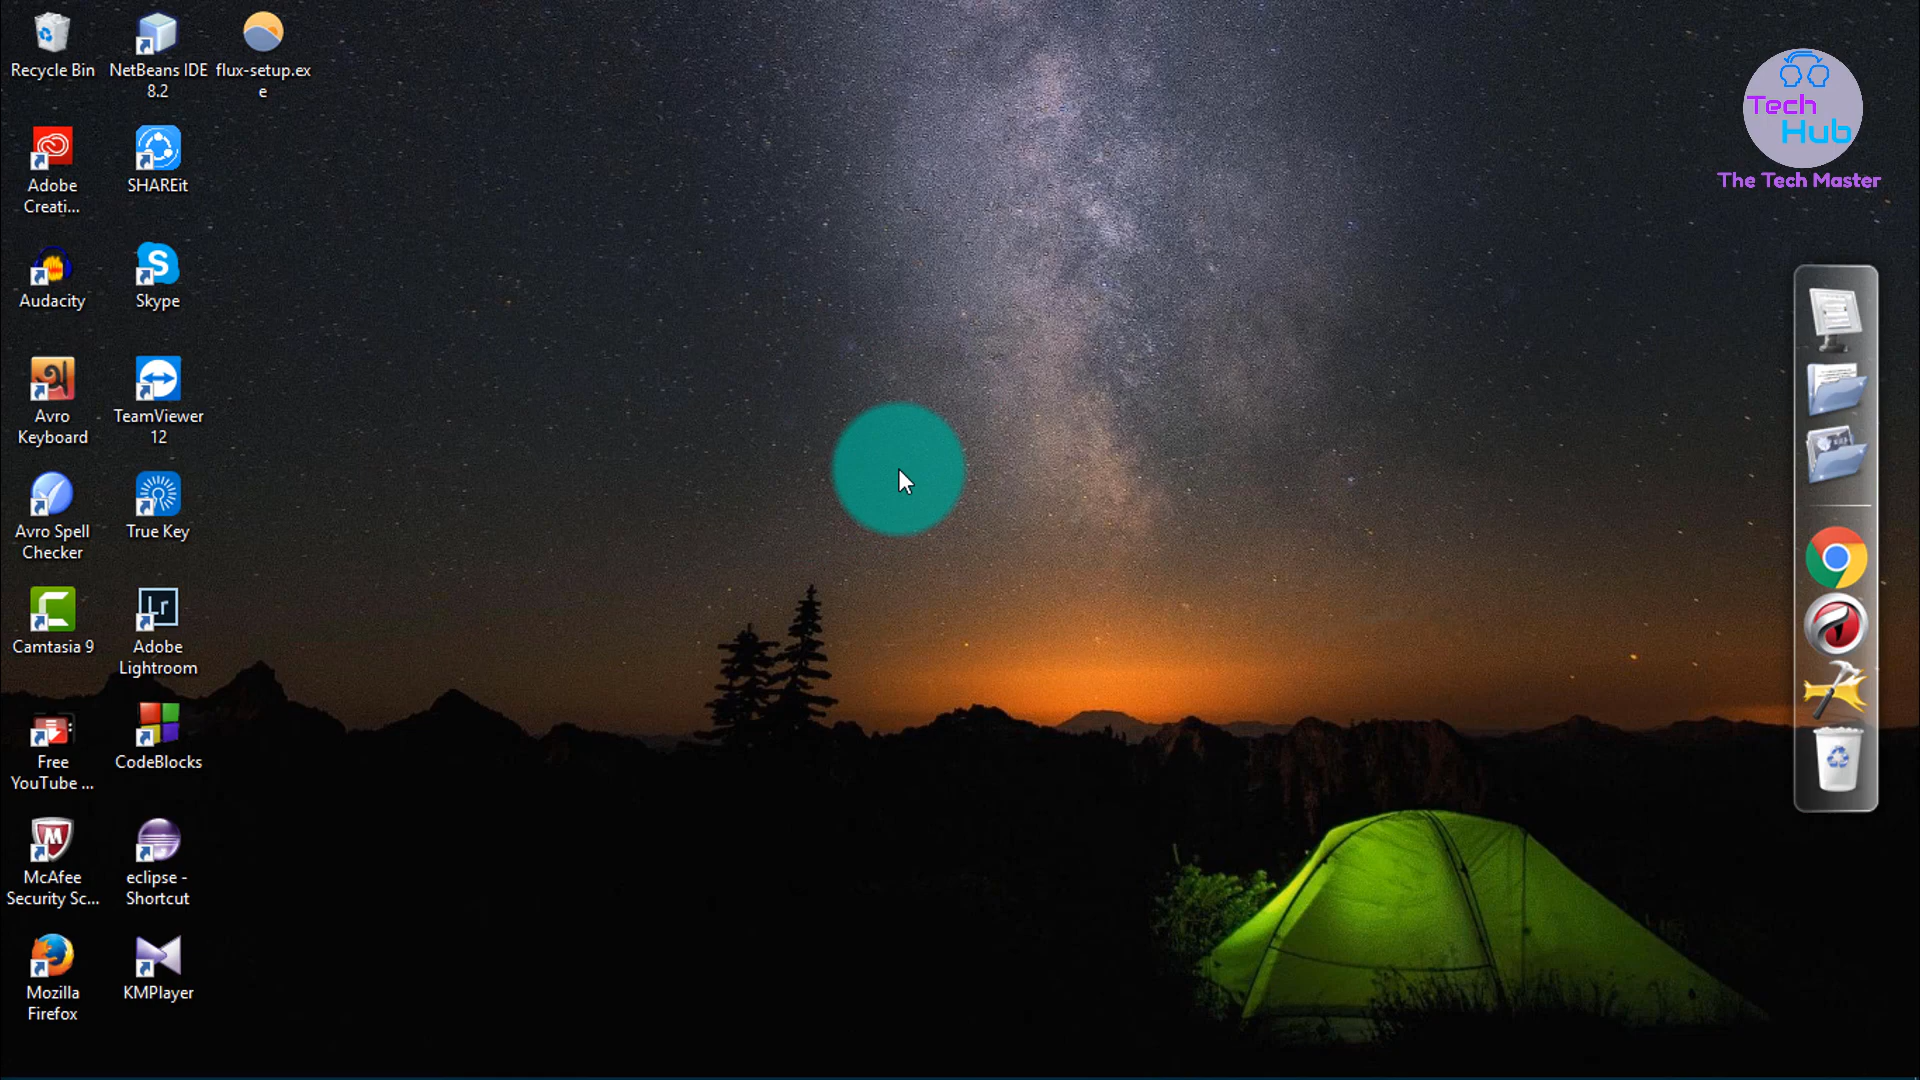 Recycle Bin
NetBeans IDE
8.2
flux-setup.ex
e
Adobe
Creati...
SHAREit
Audacity
Skype
Avro
Keyboard
TeamViewer
12
Avro Spell
Checker
True Key
Camtasia 9
Lr
Adobe
Lightroom
Free
YouTube ...
CodeBlocks
McAfee
Security Sc...
eclipse -
Shortcut
Mozilla
Firefox
KMPlayer
Tech
Hub
The Tech Master